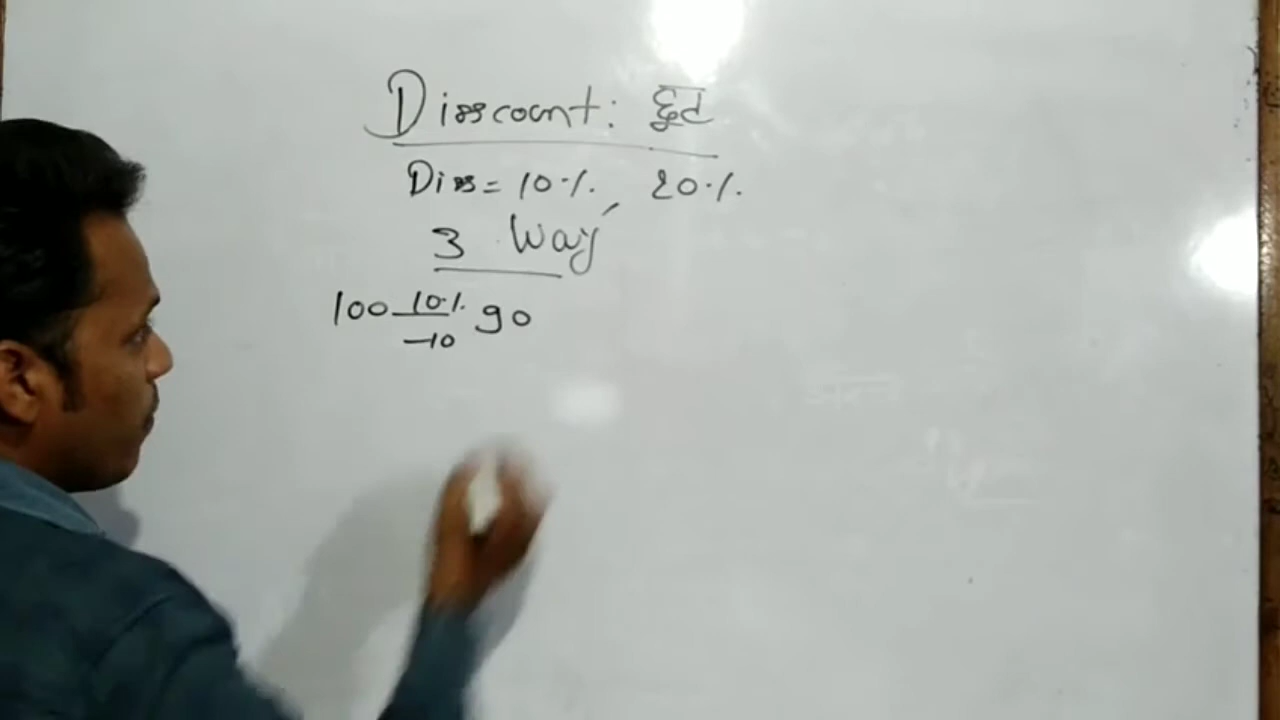 Disscount: छुट
Diss = 10%, 20%.
3 Way
100 10% 90
-10